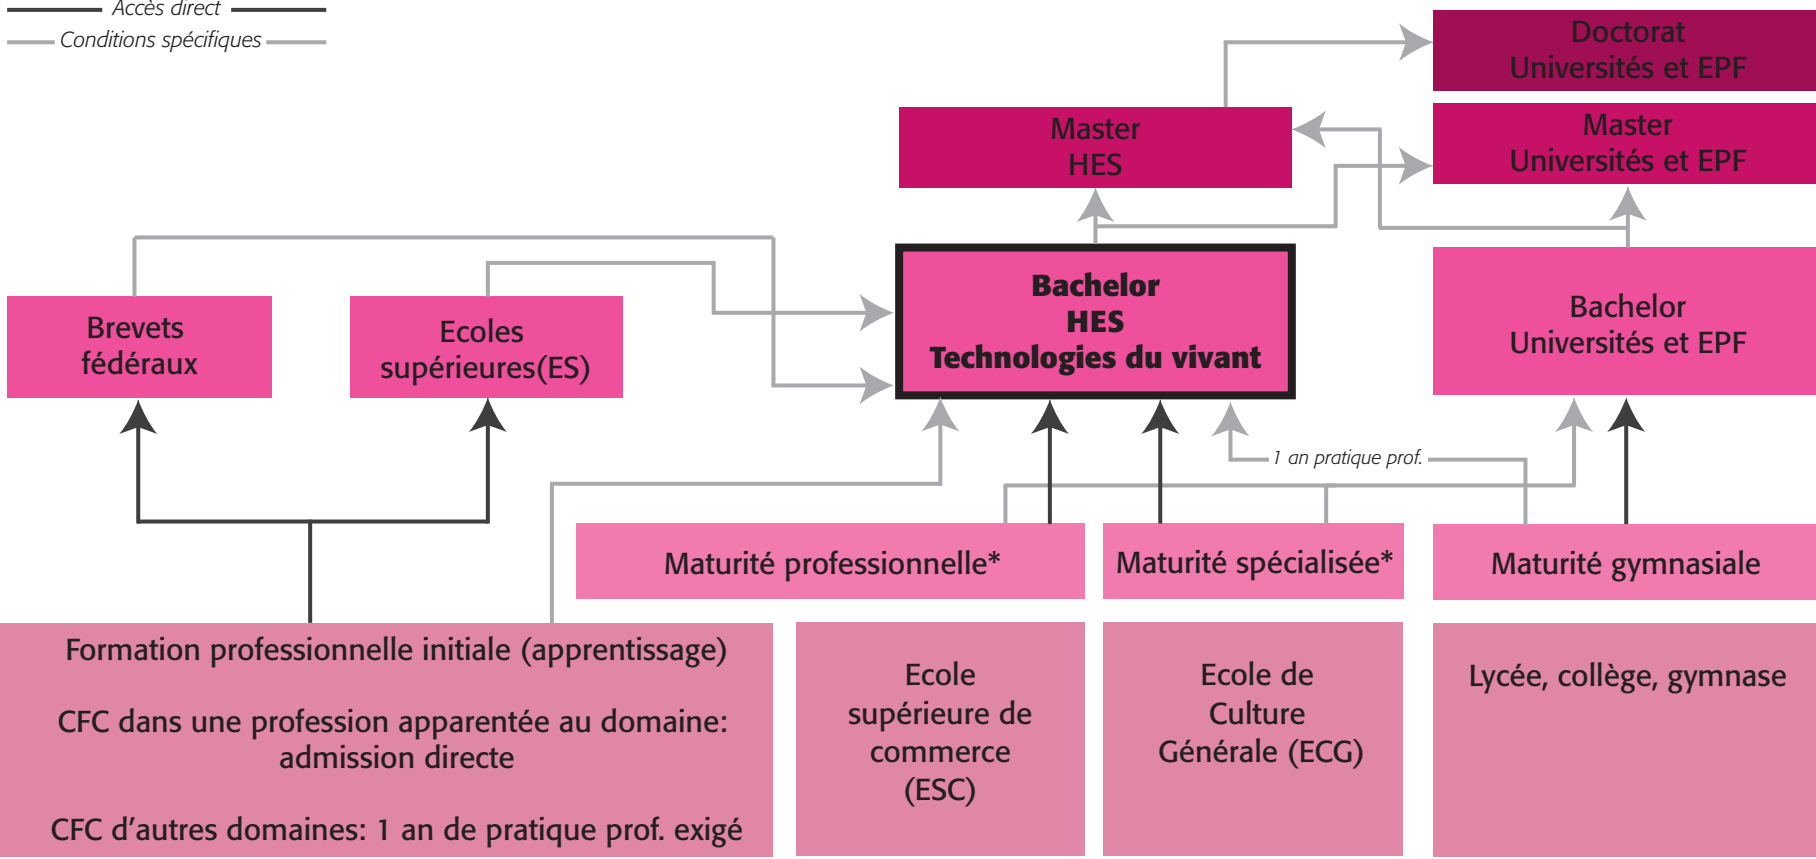 Accès direct
Conditions spécifiques
Doctorat
Universités et EPF
Master
HES
Master
Universités et EPF
Brevets
fédéraux
Ecoles
supérieures(ES)
Bachelor
HES
Technologies du vivant
Bachelor
Universités et EPF
1 an pratique prof.
Maturité professionnelle*
Maturité spécialisée*
Maturité gymnasiale
Formation professionnelle initiale (apprentissage)
CFC dans une profession apparentée au domaine:
admission directe
CFC d'autres domaines: 1 an de pratique prof. exigé
Ecole
supérieure de
commerce
(ESC)
Ecole de
Culture
Générale (ECG)
Lycée, collège, gymnase